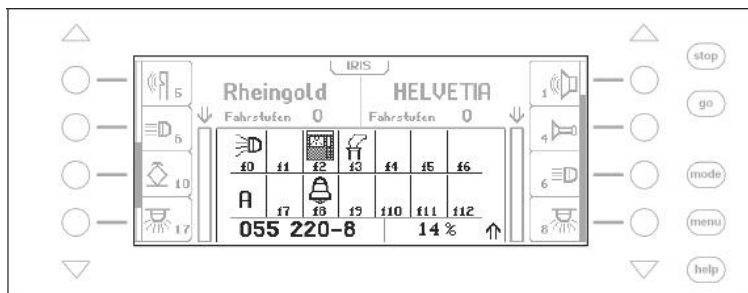 IRIS
Rheingold HELVETIA
Fahrstufen 0 Fahrstufen 0
5
6
10
17
f0 f1 f2 f3 f4 f5 f6
A f7 f8 f9 f10 f11 f12
055 220-8 14 %
1
4
6
8
stop
go
mode
menu
help